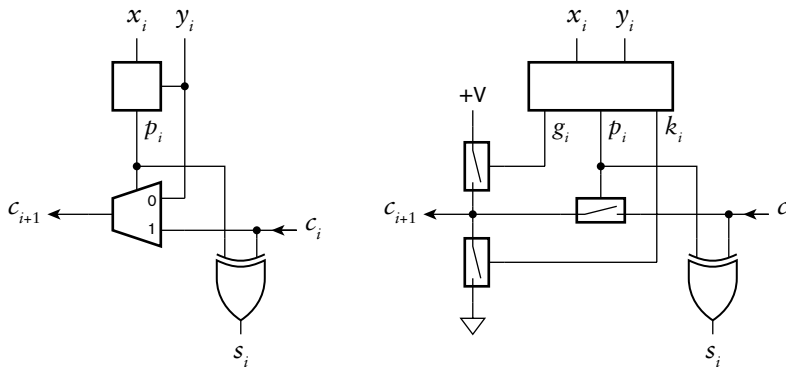 x_i y_i
p_i
0
1
c_{i+1}
c_i
s_i
x_i y_i
+V
g_i p_i k_i
c_{i+1}
c
s_i